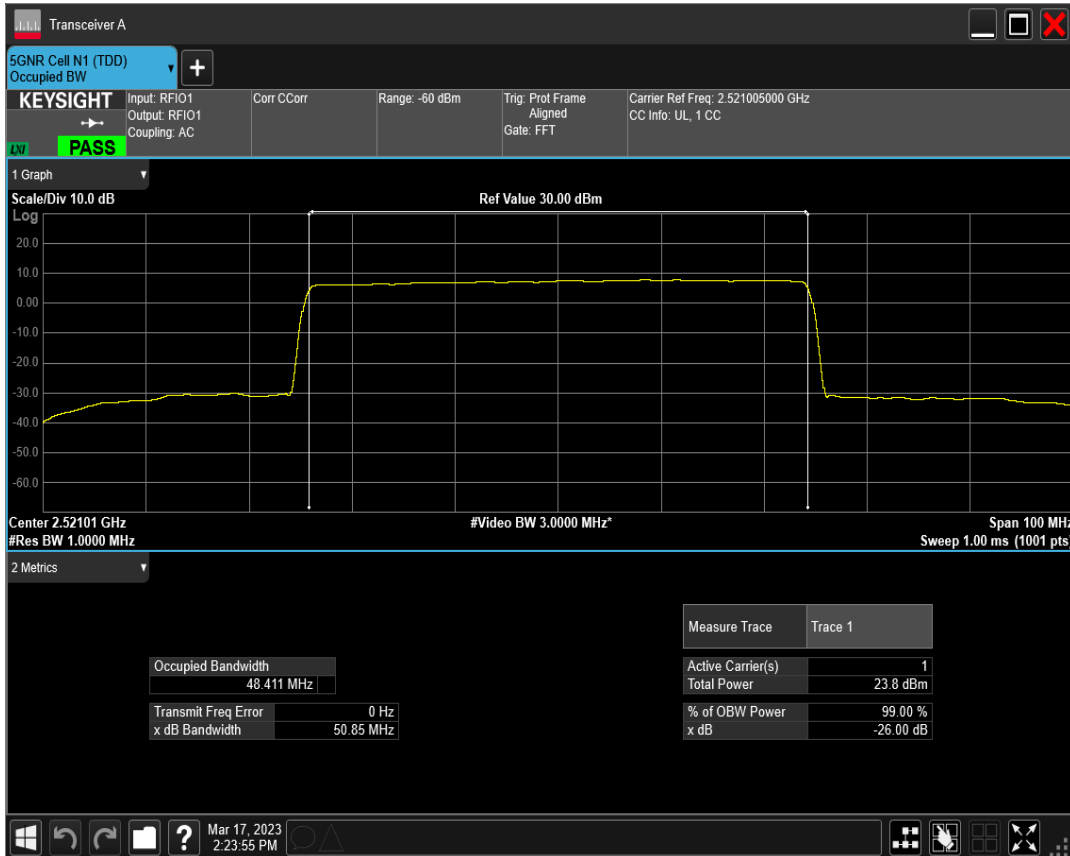 Transceiver A
5GNR Cell N1 (TDD)
Occupied BW
+
KEYSIGHT
LXI
PASS
Input: RFIO1
Output: RFIO1
Coupling: AC
Corr CCorr
Range: -60 dBm
Trig: Prot Frame
Aligned
Gate: FFT
Carrier Ref Freq: 2.521005000 GHz
CC Info: UL, 1 CC
1 Graph
Scale/Div 10.0 dB
Ref Value 30.00 dBm
Log
20.0
10.0
0.00
-10.0
-20.0
-30.0
-40.0
-50.0
-60.0
Center 2.52101 GHz
#Video BW 3.0000 MHz*
Span 100 MHz
#Res BW 1.0000 MHz
Sweep 1.00 ms (1001 pts)
2 Metrics
Measure Trace Trace 1
Occupied Bandwidth
48.411 MHz
Active Carrier(s) 1
Total Power 23.8 dBm
Transmit Freq Error 0 Hz
x dB Bandwidth 50.85 MHz
% of OBW Power 99.00 %
x dB -26.00 dB
?
Mar 17, 2023
2:23:55 PM